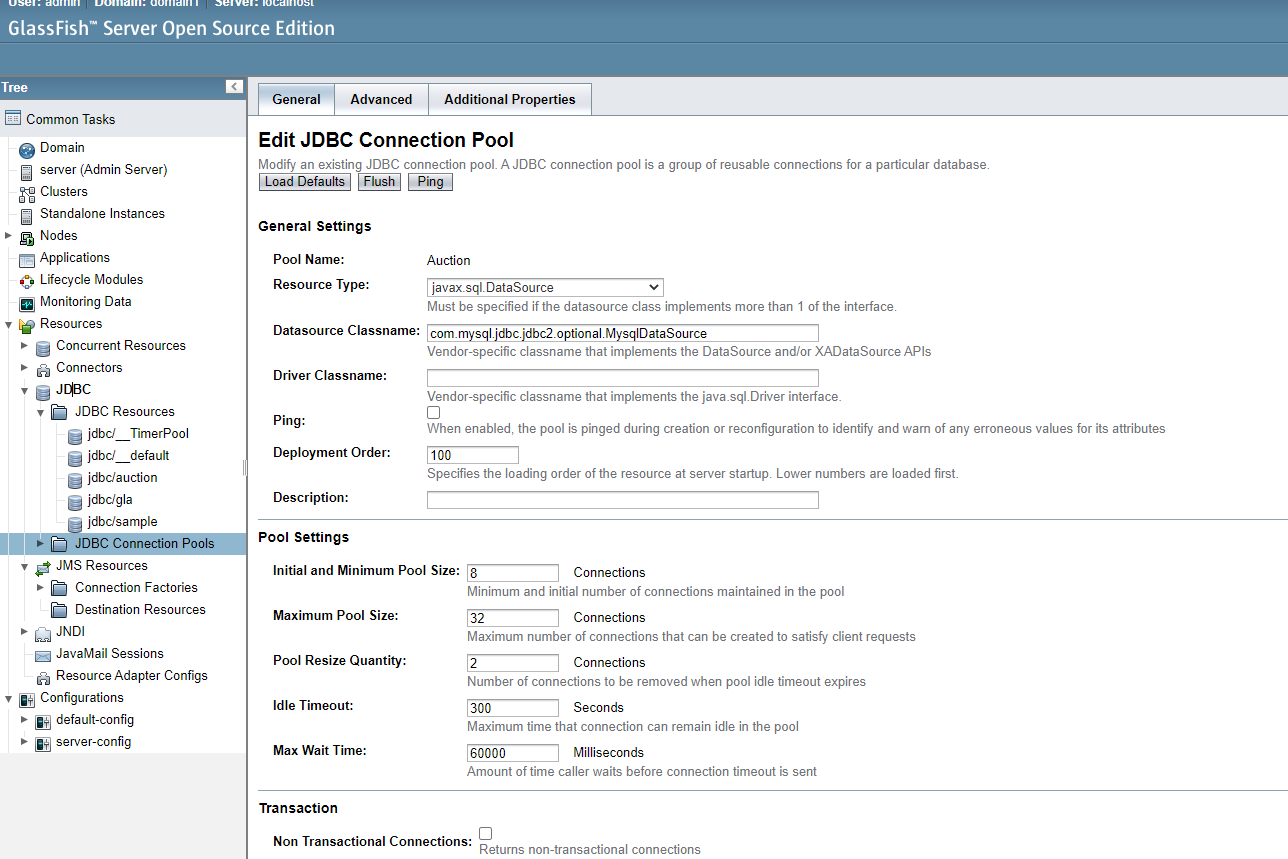 User: admin Domain: domain1 Server: localhost
GlassFish™ Server Open Source Edition
Tree
Common Tasks
Domain
server (Admin Server)
Clusters
Standalone Instances
Nodes
Applications
Lifecycle Modules
Monitoring Data
Resources
Concurrent Resources
Connectors
JDBC
JDBC Resources
jdbc/__TimerPool
jdbc/__default
jdbc/auction
jdbc/gla
jdbc/sample
JDBC Connection Pools
JMS Resources
Connection Factories
Destination Resources
JNDI
JavaMail Sessions
Resource Adapter Configs
Configurations
default-config
server-config
General Advanced Additional Properties
Edit JDBC Connection Pool
Modify an existing JDBC connection pool. A JDBC connection pool is a group of reusable connections for a particular database.
Load Defaults Flush Ping
General Settings
Pool Name: Auction
Resource Type: javax.sql.DataSource
Must be specified if the datasource class implements more than 1 of the interface.
Datasource Classname: com.mysql.jdbc.jdbc2.optional.MysqlDataSource
Vendor-specific classname that implements the DataSource and/or XADataSource APIs
Driver Classname:
Vendor-specific classname that implements the java.sql.Driver interface.
Ping:
When enabled, the pool is pinged during creation or reconfiguration to identify and warn of any erroneous values for its attributes
Deployment Order: 100
Specifies the loading order of the resource at server startup. Lower numbers are loaded first.
Description:
Pool Settings
Initial and Minimum Pool Size: 8 Connections
Minimum and initial number of connections maintained in the pool
Maximum Pool Size: 32 Connections
Maximum number of connections that can be created to satisfy client requests
Pool Resize Quantity: 2 Connections
Number of connections to be removed when pool idle timeout expires
Idle Timeout: 300 Seconds
Maximum time that connection can remain idle in the pool
Max Wait Time: 60000 Milliseconds
Amount of time caller waits before connection timeout is sent
Transaction
Non Transactional Connections:
Returns non-transactional connections